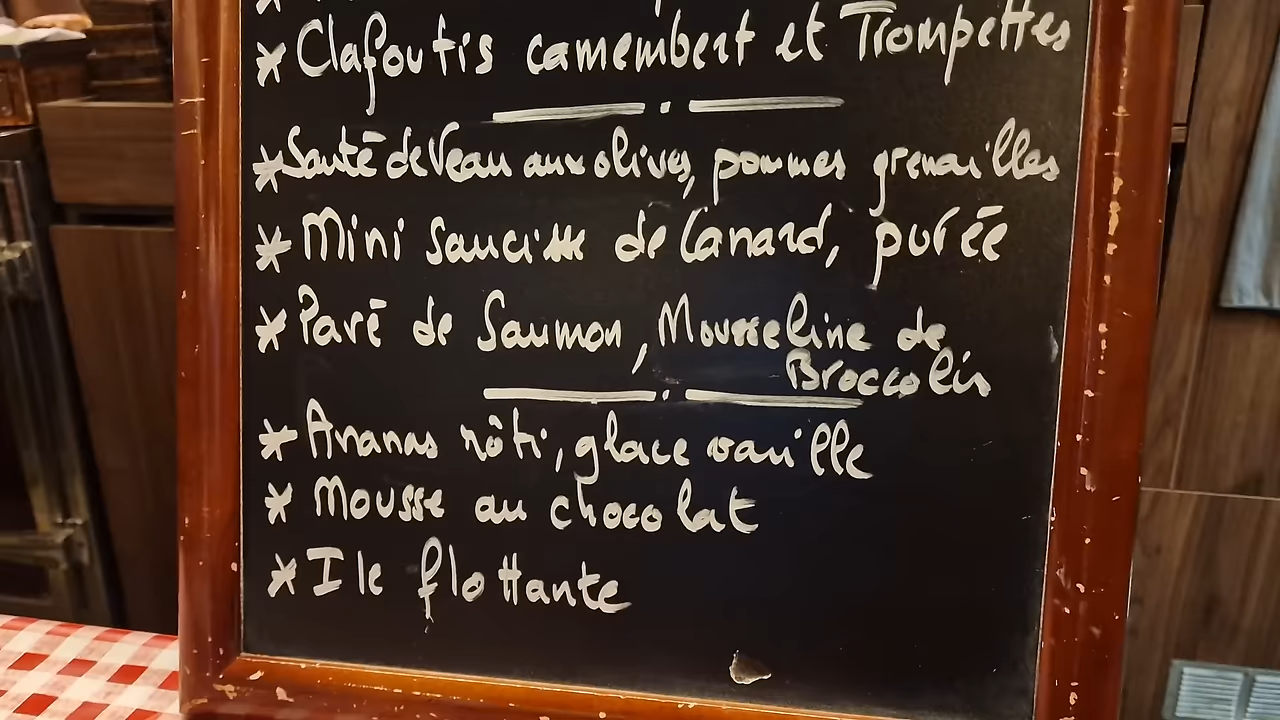 * Clafoutis camembert et Trompettes
* Sauté de Veau aux olives, pommes grenailles
* Mini Saucisse de Canard, purée
* Pavé de Saumon, Mousseline de
Broccolis
* Ananas rôti, glace vanille
* Mousse au chocolat
* Ile flottante